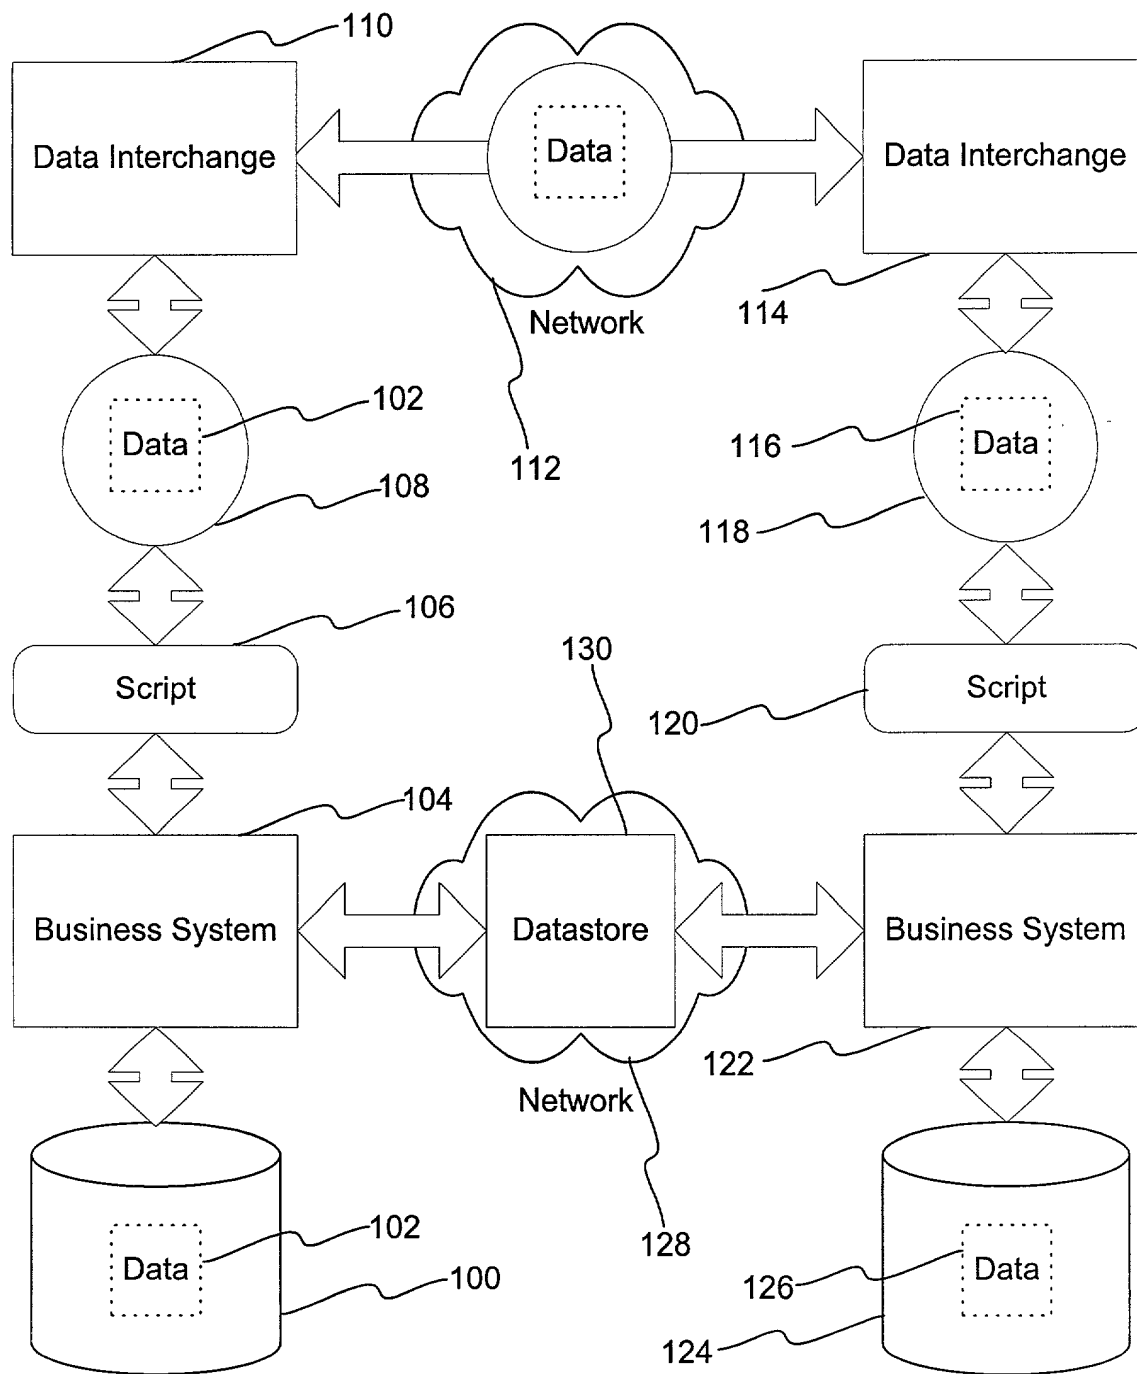 110
Data Interchange
Data
Data Interchange
114
Network
102
Data
112
116
Data
108
118
106
Script
130
120
Script
104
Business System
Datastore
Business System
122
Network
102
Data
128
126
Data
100
124